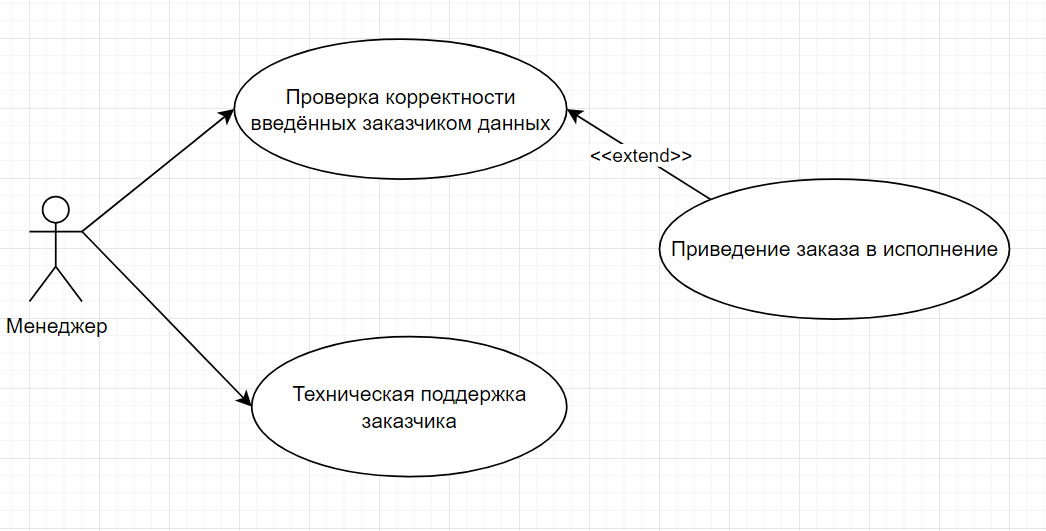 Проверка корректности
введённых заказчиком данных
<<extend>>
Приведение заказа в исполнение
Менеджер
Техническая поддержка
заказчика